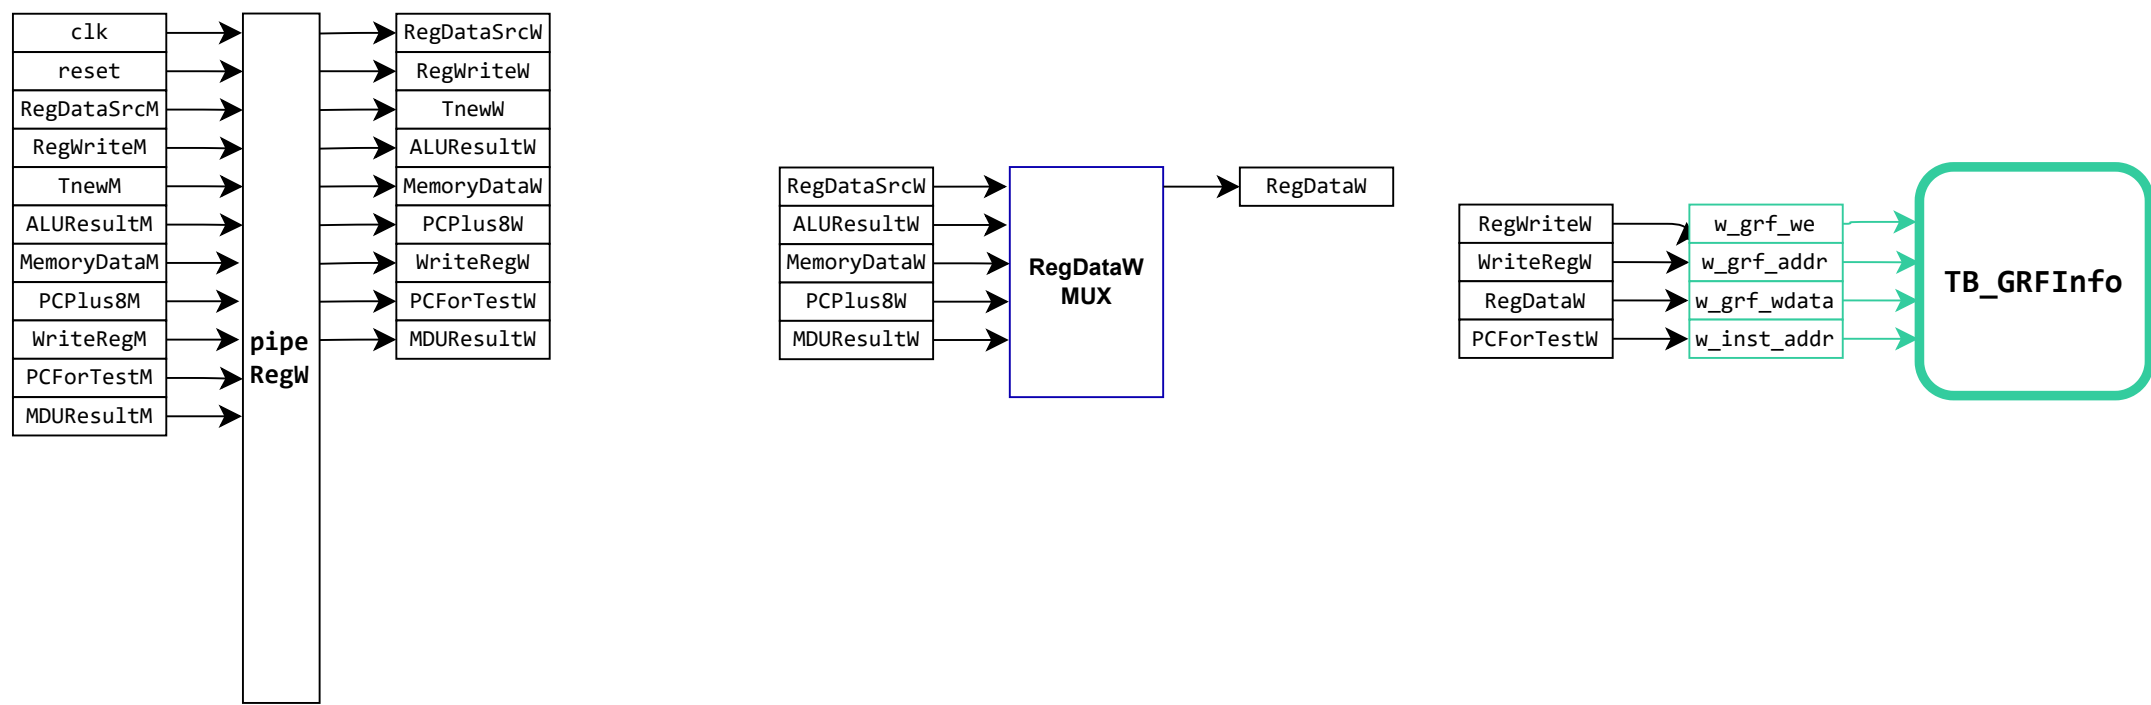 clk
reset
RegDataSrcM
RegWriteM
TnewM
ALUResultM
MemoryDataM
PCPlus8M
WriteRegM
PCForTestM
MDUResultM
pipe
RegW
RegDataSrcW
RegWriteW
TnewW
ALUResultW
MemoryDataW
PCPlus8W
WriteRegW
PCForTestW
MDUResultW
RegDataSrcW
ALUResultW
MemoryDataW
PCPlus8W
MDUResultW
RegDataW
MUX
RegDataW
RegWriteW
WriteRegW
RegDataW
PCForTestW
w_grf_we
w_grf_addr
w_grf_wdata
w_inst_addr
TB_GRFInfo